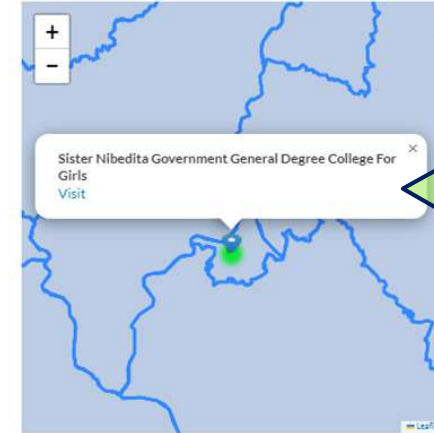 +
−
Sister Nibedita Government General Degree College For
Girls
Visit
×